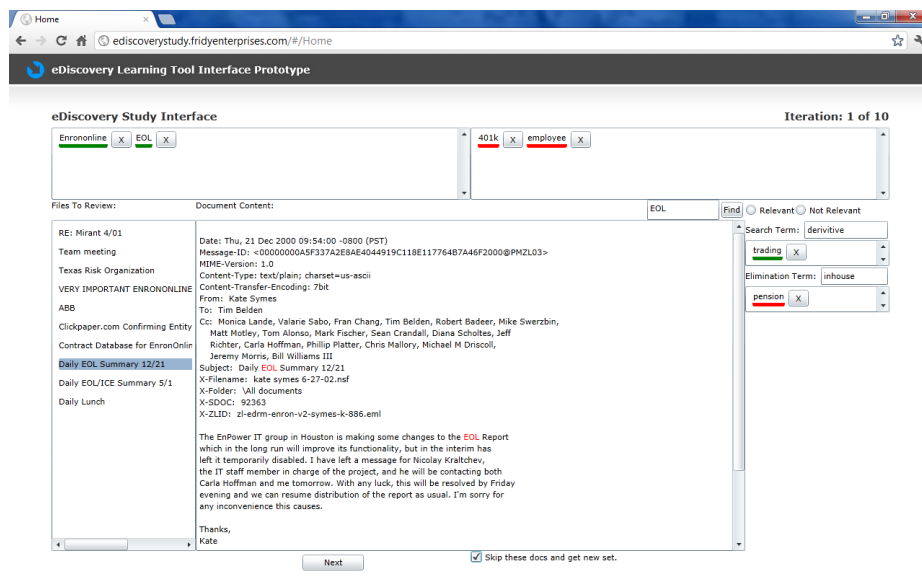 Home
ediscoverystudy.fridyenterprises.com/#/Home
eDiscovery Learning Tool Interface Prototype
eDiscovery Study Interface
Iteration: 1 of 10
Enrononline X EOL X
401k X employee X
Files To Review:
Document Content:
EOL
Find
Relevant
Not Relevant
RE: Mirant 4/01
Team meeting
Texas Risk Organization
VERY IMPORTANT ENRONONLINE
ABB
Clickpaper.com Confirming Entity
Contract Database for EnronOnlin
Daily EOL Summary 12/21
Daily EOL/ICE Summary 5/1
Daily Lunch
Date: Thu, 21 Dec 2000 09:54:00 -0800 (PST)
Message-ID: <00000000A5F337A2E8AE4044919C118E117764B7A46F2000@PMZL03>
MIME-Version: 1.0
Content-Type: text/plain; charset=us-ascii
Content-Transfer-Encoding: 7bit
From: Kate Symes
To: Tim Belden
Cc: Monica Lande, Valarie Sabo, Fran Chang, Tim Belden, Robert Badeer, Mike Swerzbin,
Matt Motley, Tom Alonso, Mark Fischer, Sean Crandall, Diana Scholtes, Jeff
Richter, Carla Hoffman, Phillip Platter, Chris Mallory, Michael M Driscoll,
Jeremy Morris, Bill Williams III
Subject: Daily EOL Summary 12/21
X-Filename: kate symes 6-27-02.nsf
X-Folder: \All documents
X-SDOC: 92363
X-ZLID: zl-edrm-enron-v2-symes-k-886.eml
The EnPower IT group in Houston is making some changes to the EOL Report
which in the long run will improve its functionality, but in the interim has
left it temporarily disabled. I have left a message for Nicolay Kraltchev,
the IT staff member in charge of the project, and he will be contacting both
Carla Hoffman and me tomorrow. With any luck, this will be resolved by Friday
evening and we can resume distribution of the report as usual. I'm sorry for
any inconvenience this causes.
Thanks,
Kate
Search Term: derivitive
trading X
Elimination Term: inhouse
pension X
Next
Skip these docs and get new set.